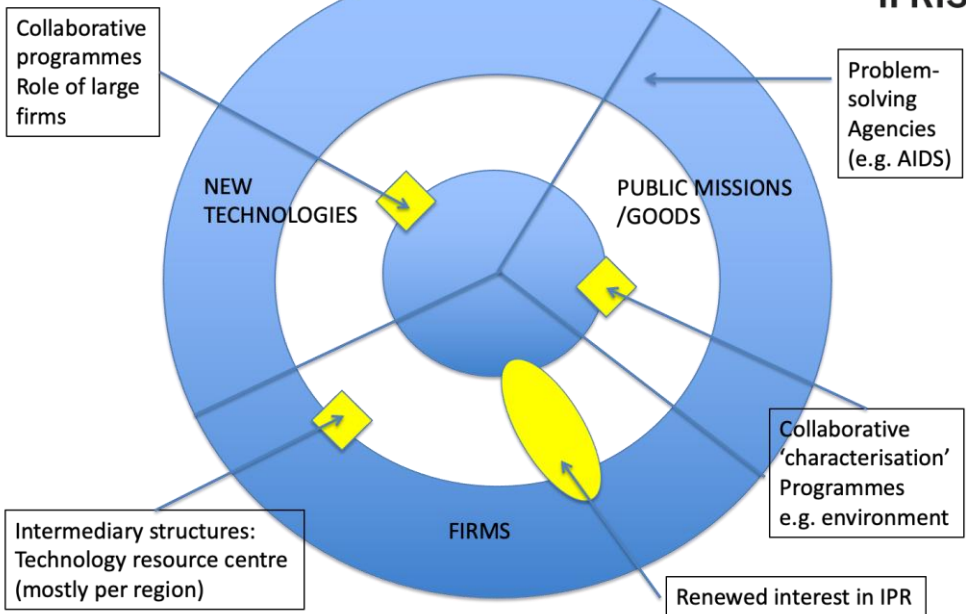 Collaborative
programmes
Role of large
firms
Problem-
solving
Agencies
(e.g. AIDS)
NEW
TECHNOLOGIES
PUBLIC MISSIONS
/GOODS
Collaborative
‘characterisation’
Programmes
e.g. environment
Intermediary structures:
Technology resource centre
(mostly per region)
FIRMS
Renewed interest in IPR